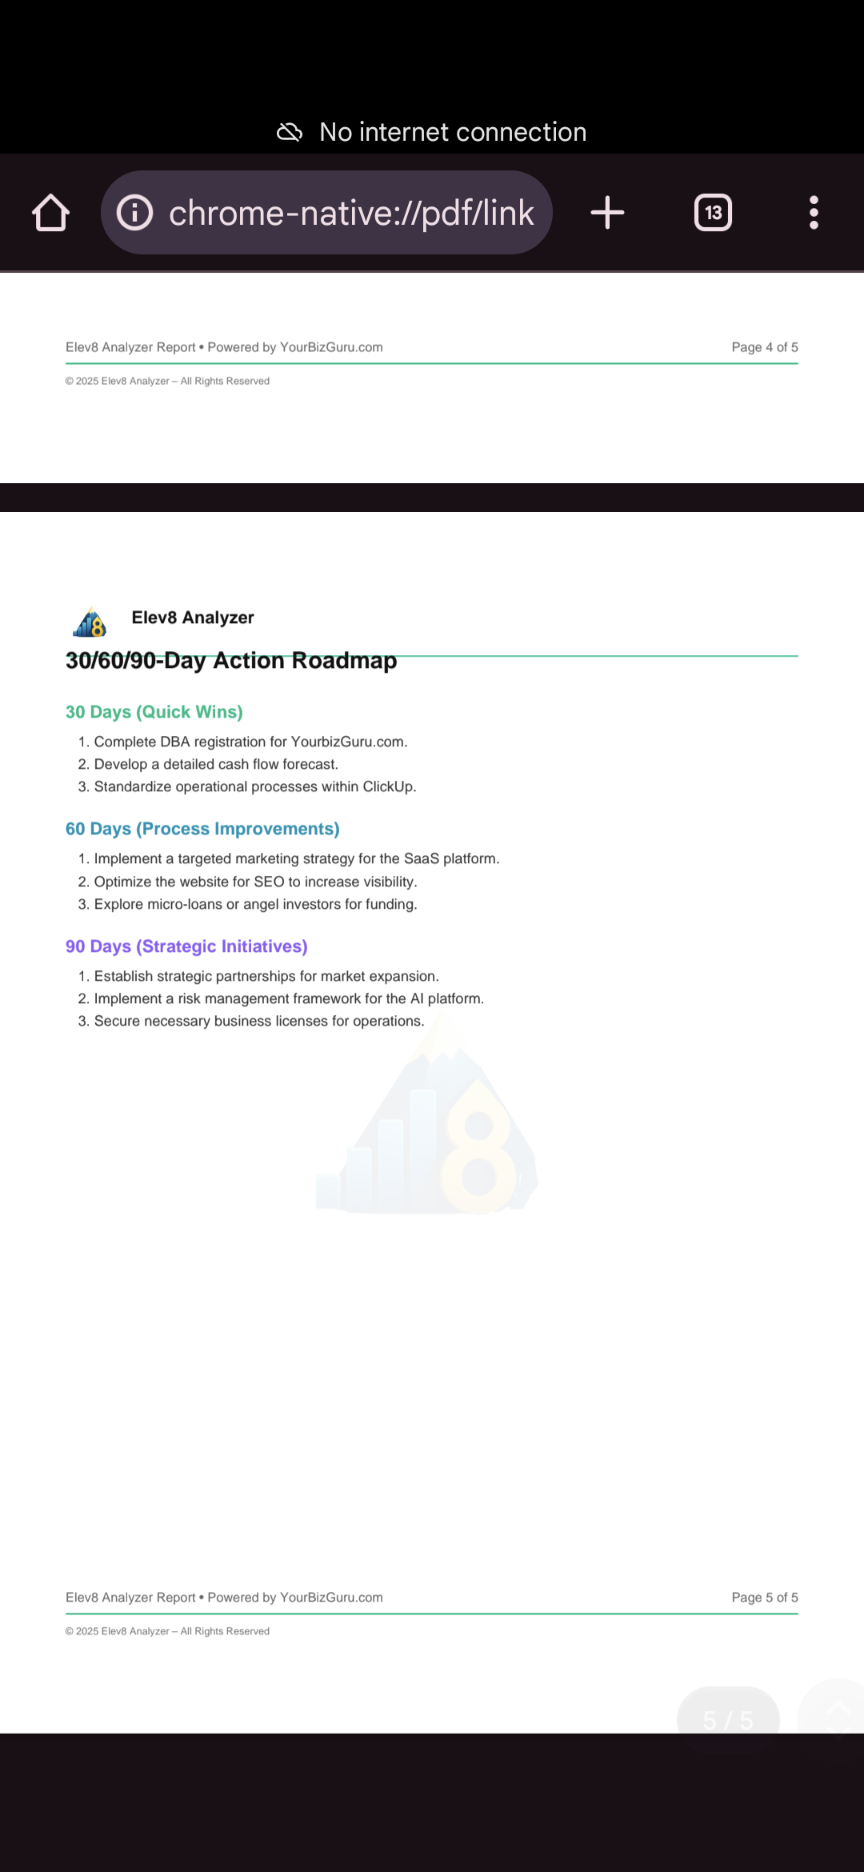 No internet connection
chrome-native://pdf/link
13
Elev8 Analyzer Report • Powered by YourBizGuru.com Page 4 of 5
© 2025 Elev8 Analyzer – All Rights Reserved
8
Elev8 Analyzer
30/60/90-Day Action Roadmap
30 Days (Quick Wins)
1. Complete DBA registration for YourbizGuru.com.
2. Develop a detailed cash flow forecast.
3. Standardize operational processes within ClickUp.
60 Days (Process Improvements)
1. Implement a targeted marketing strategy for the SaaS platform.
2. Optimize the website for SEO to increase visibility.
3. Explore micro-loans or angel investors for funding.
90 Days (Strategic Initiatives)
1. Establish strategic partnerships for market expansion.
2. Implement a risk management framework for the AI platform.
3. Secure necessary business licenses for operations.
8
Elev8 Analyzer Report • Powered by YourBizGuru.com Page 5 of 5
© 2025 Elev8 Analyzer – All Rights Reserved
5 / 5